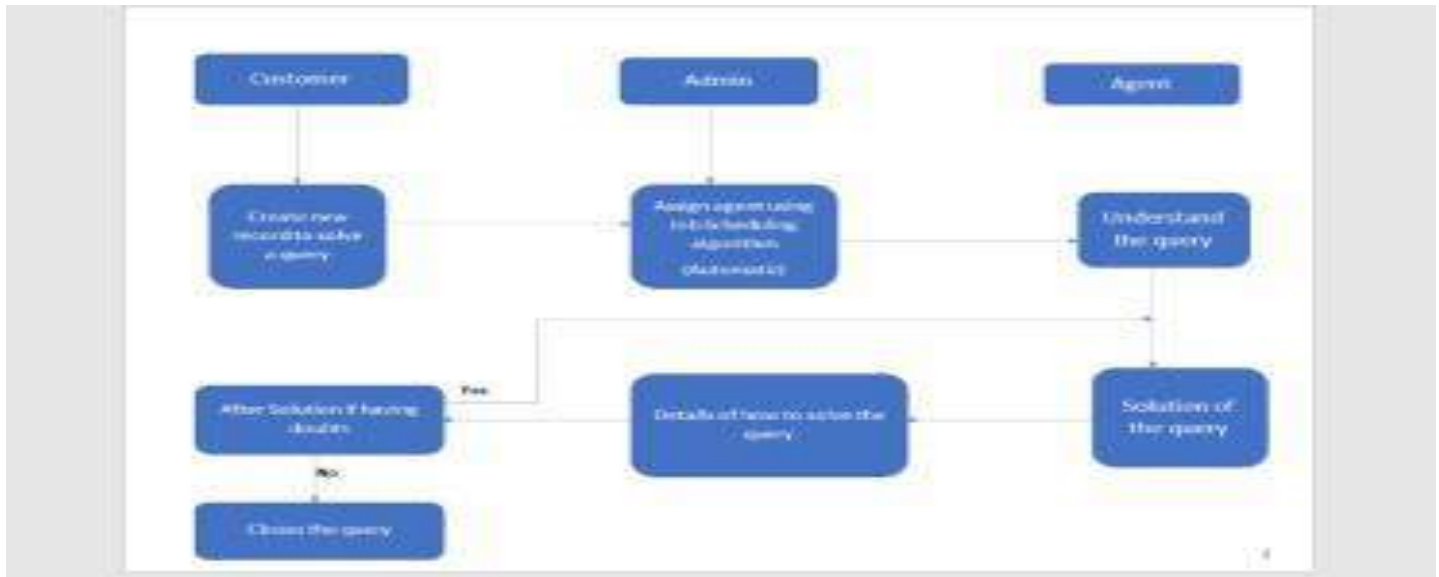 Customer
Admin
Agent
Create new
record to solve
a query
Assign agent using
Job Scheduling
algorithm
(Automatic)
Understand
the query
Yes
After Solution if having
doubts
Details of how to solve the
query
Solution of
the query
No
Closes the query